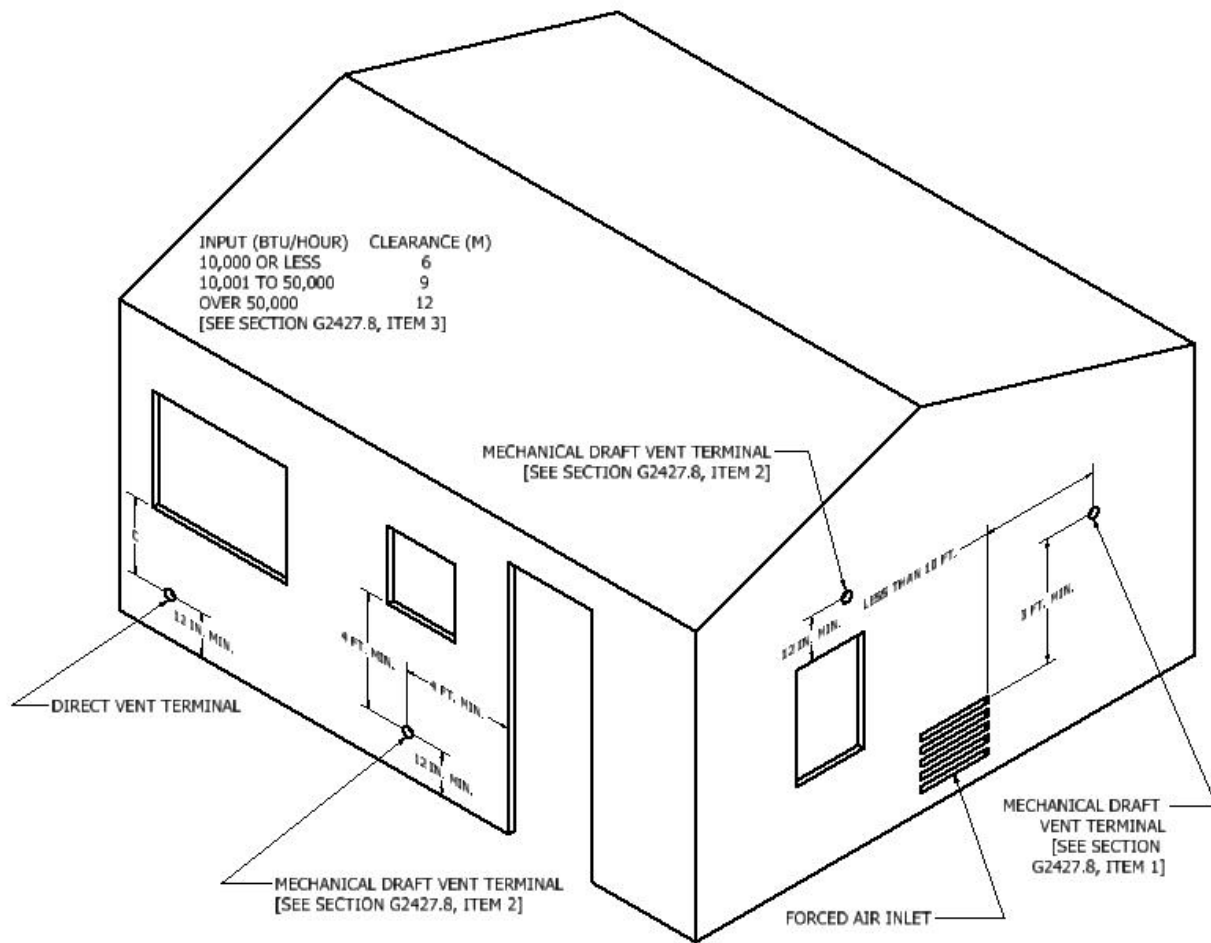 INPUT (BTU/HOUR) CLEARANCE (M)
10,000 OR LESS 6
10,001 TO 50,000 9
OVER 50,000 12
[SEE SECTION G2427.8, ITEM 3]
MECHANICAL DRAFT VENT TERMINAL
[SEE SECTION G2427.8, ITEM 2]
LESS THAN 10 FT.
3 FT. MIN.
12 IN. MIN.
C
12 IN. MIN.
4 FT. MIN.
4 FT. MIN.
12 IN. MIN.
DIRECT VENT TERMINAL
MECHANICAL DRAFT VENT TERMINAL
[SEE SECTION G2427.8, ITEM 2]
MECHANICAL DRAFT
VENT TERMINAL
[SEE SECTION
G2427.8, ITEM 1]
FORCED AIR INLET